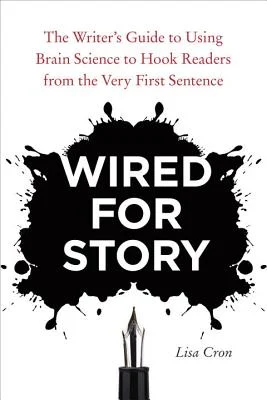 The Writer's Guide to Using
Brain Science to Hook Readers
from the Very First Sentence
WIRED
FOR
STORY
Lisa Cron